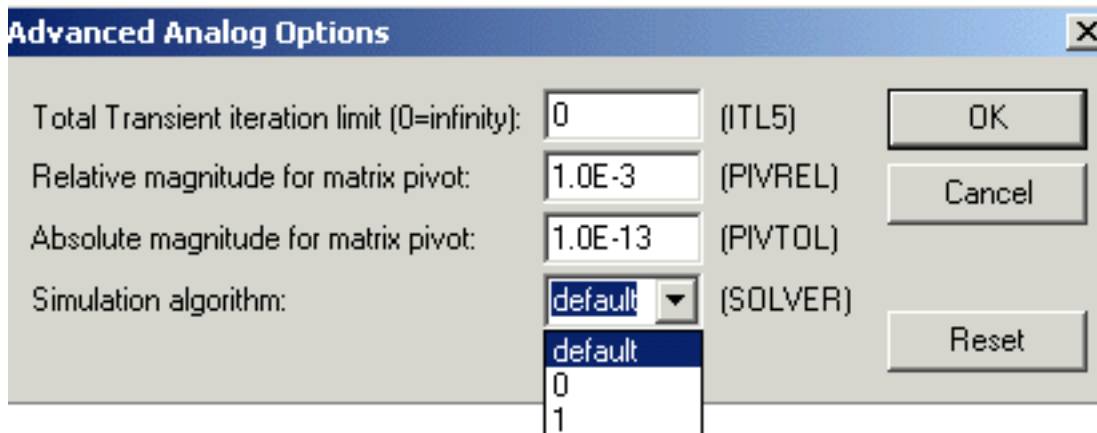 Advanced Analog Options
Total Transient iteration limit (0=infinity): 0 (ITL5) OK
Relative magnitude for matrix pivot: 1.0E-3 (PIVREL) Cancel
Absolute magnitude for matrix pivot: 1.0E-13 (PIVTOL)
Simulation algorithm: default (SOLVER)
Reset
default
0
1